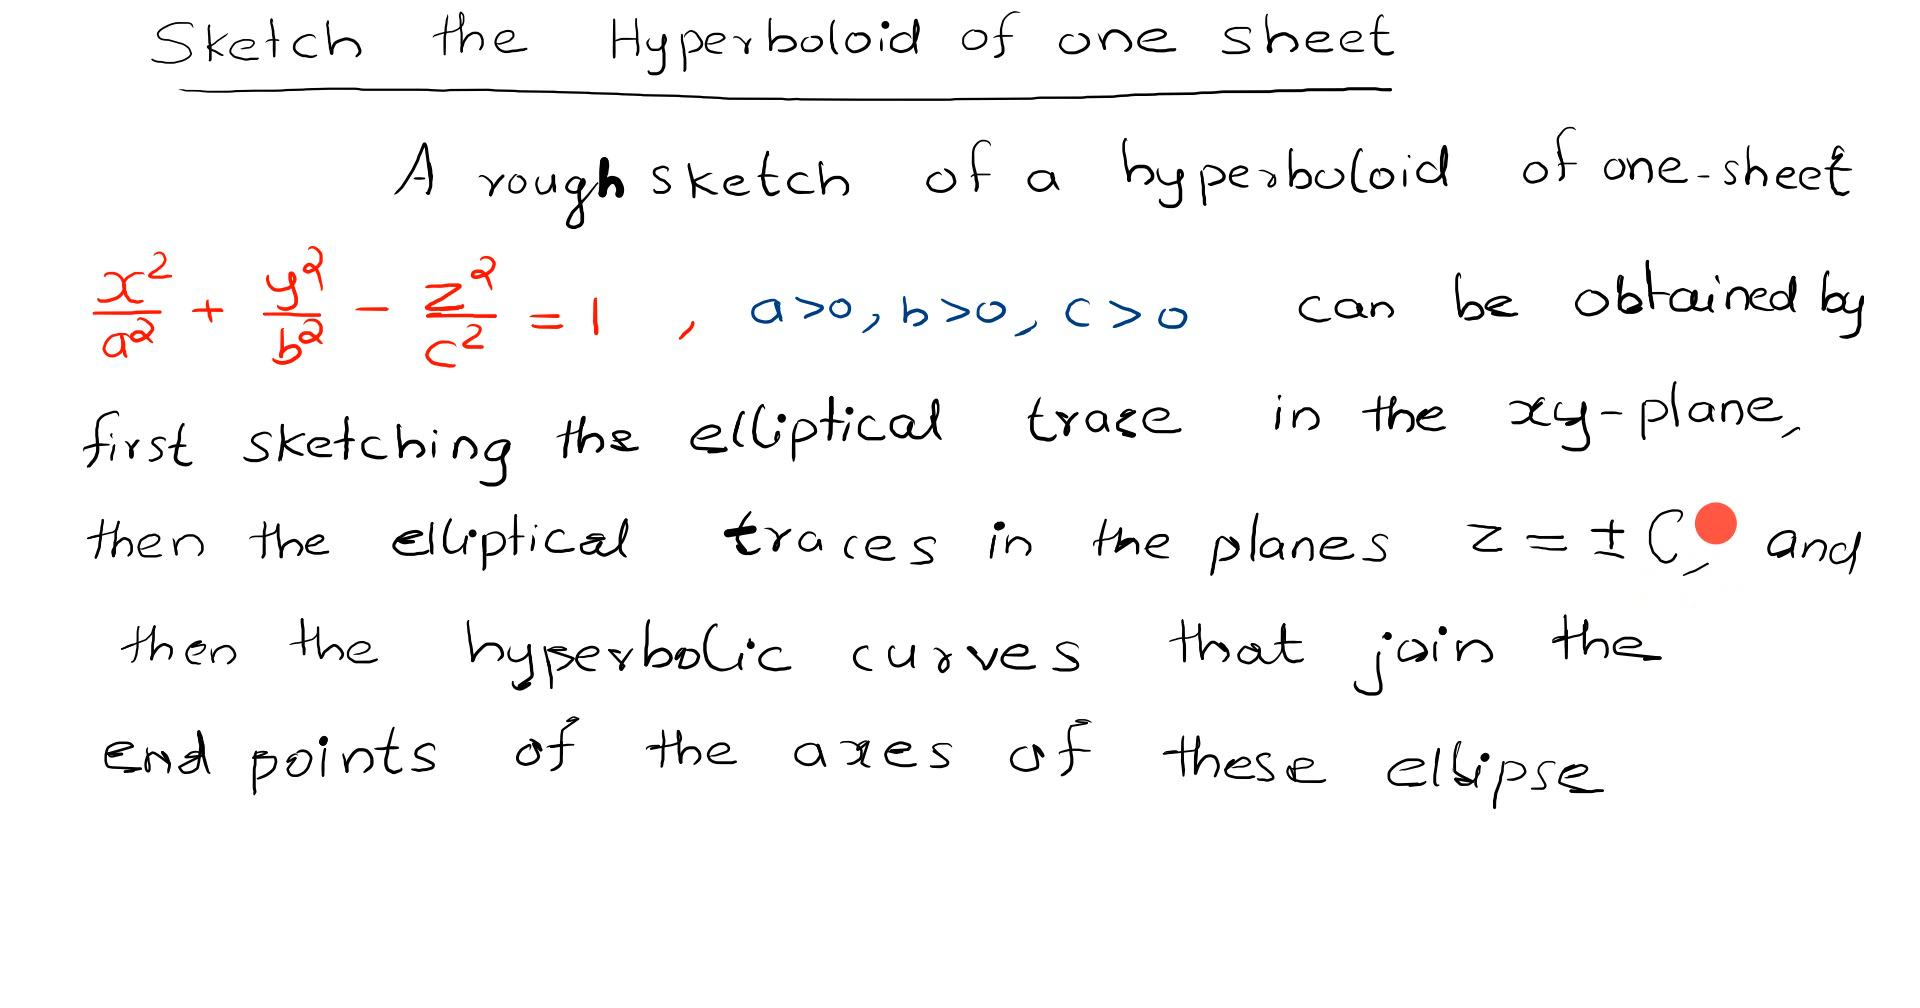 Sketch the Hyperboloid of one sheet
A rough sketch of a hyperboloid of one-sheet
x²/a² + y²/b² - z²/c² = 1 , a>0, b>0, c>0 can be obtained by
first sketching the elliptical trace in the xy-plane,
then the elliptical traces in the planes z = ± C, and
then the hyperbolic curves that join the
end points of the axes of these ellipse